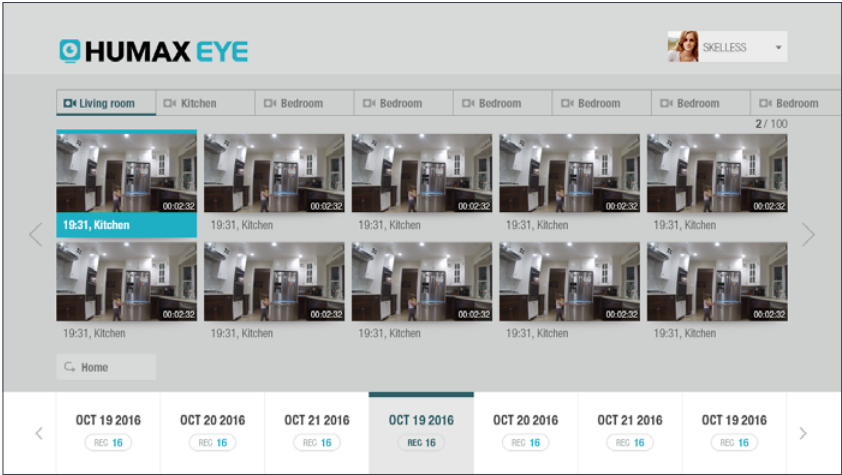 HUMAX EYE
SKELLESS
Living room
Kitchen
Bedroom
Bedroom
Bedroom
Bedroom
Bedroom
Bedroom
2 / 100
00:02:32
00:02:32
00:02:32
00:02:32
00:02:32
19:31, Kitchen
19:31, Kitchen
19:31, Kitchen
19:31, Kitchen
19:31, Kitchen
00:02:32
00:02:32
00:02:32
00:02:32
00:02:32
19:31, Kitchen
19:31, Kitchen
19:31, Kitchen
19:31, Kitchen
19:31, Kitchen
Home
OCT 19 2016
OCT 20 2016
OCT 21 2016
OCT 19 2016
OCT 20 2016
OCT 21 2016
OCT 19 2016
REC 16
REC 16
REC 16
REC 16
REC 16
REC 16
REC 16